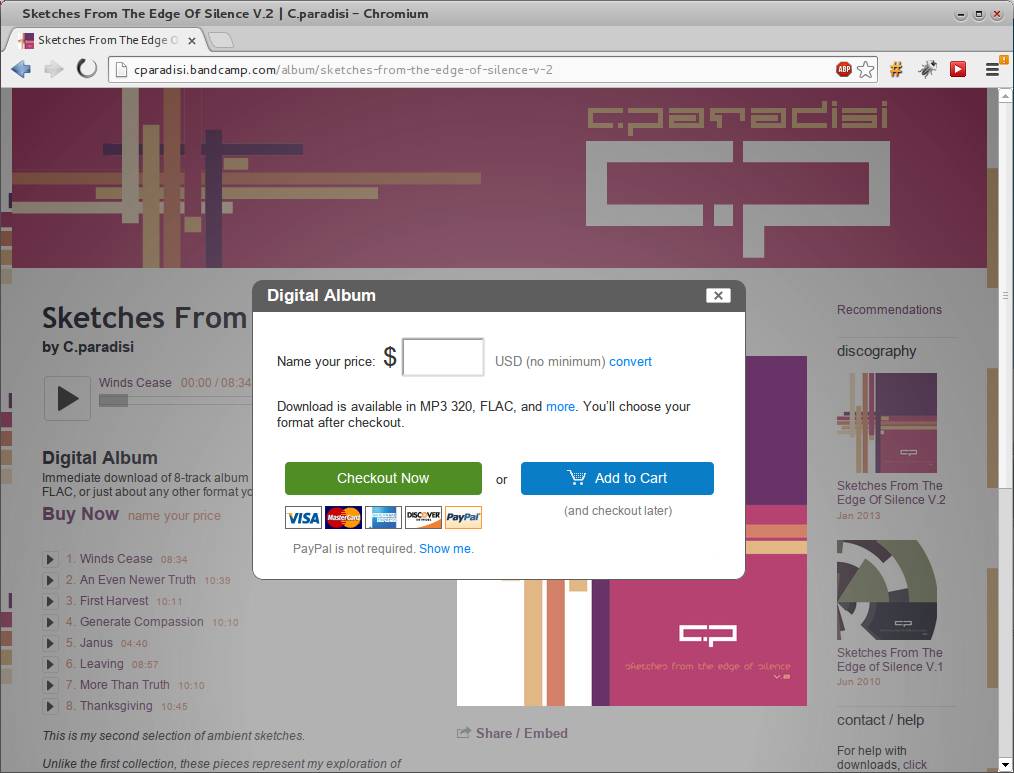 Sketches From The Edge Of Silence V.2 | C.paradisi - Chromium
Sketches From The Edge O
cparadisi.bandcamp.com/album/sketches-from-the-edge-of-silence-v-2
ABP
c.paradisi
c.p
Sketches From
by C.paradisi
Winds Cease 00:00 / 08:34
Digital Album
Immediate download of 8-track album
FLAC, or just about any other format yo
Buy Now name your price
1. Winds Cease 08:34
2. An Even Newer Truth 10:39
3. First Harvest 10:11
4. Generate Compassion 10:10
5. Janus 04:40
6. Leaving 08:57
7. More Than Truth 10:10
8. Thanksgiving 10:45
This is my second selection of ambient sketches.
Unlike the first collection, these pieces represent my exploration of
Digital Album
Name your price: $ USD (no minimum) convert
Download is available in MP3 320, FLAC, and more. You'll choose your
format after checkout.
Checkout Now or Add to Cart
(and checkout later)
VISA MasterCard DISCOVER PayPal
PayPal is not required. Show me.
c.p
sketches from the edge of silence
v.2
Share / Embed
Recommendations
discography
Sketches From The
Edge Of Silence V.2
Jan 2013
Sketches From The
Edge of Silence V.1
Jun 2010
contact / help
For help with
downloads, click